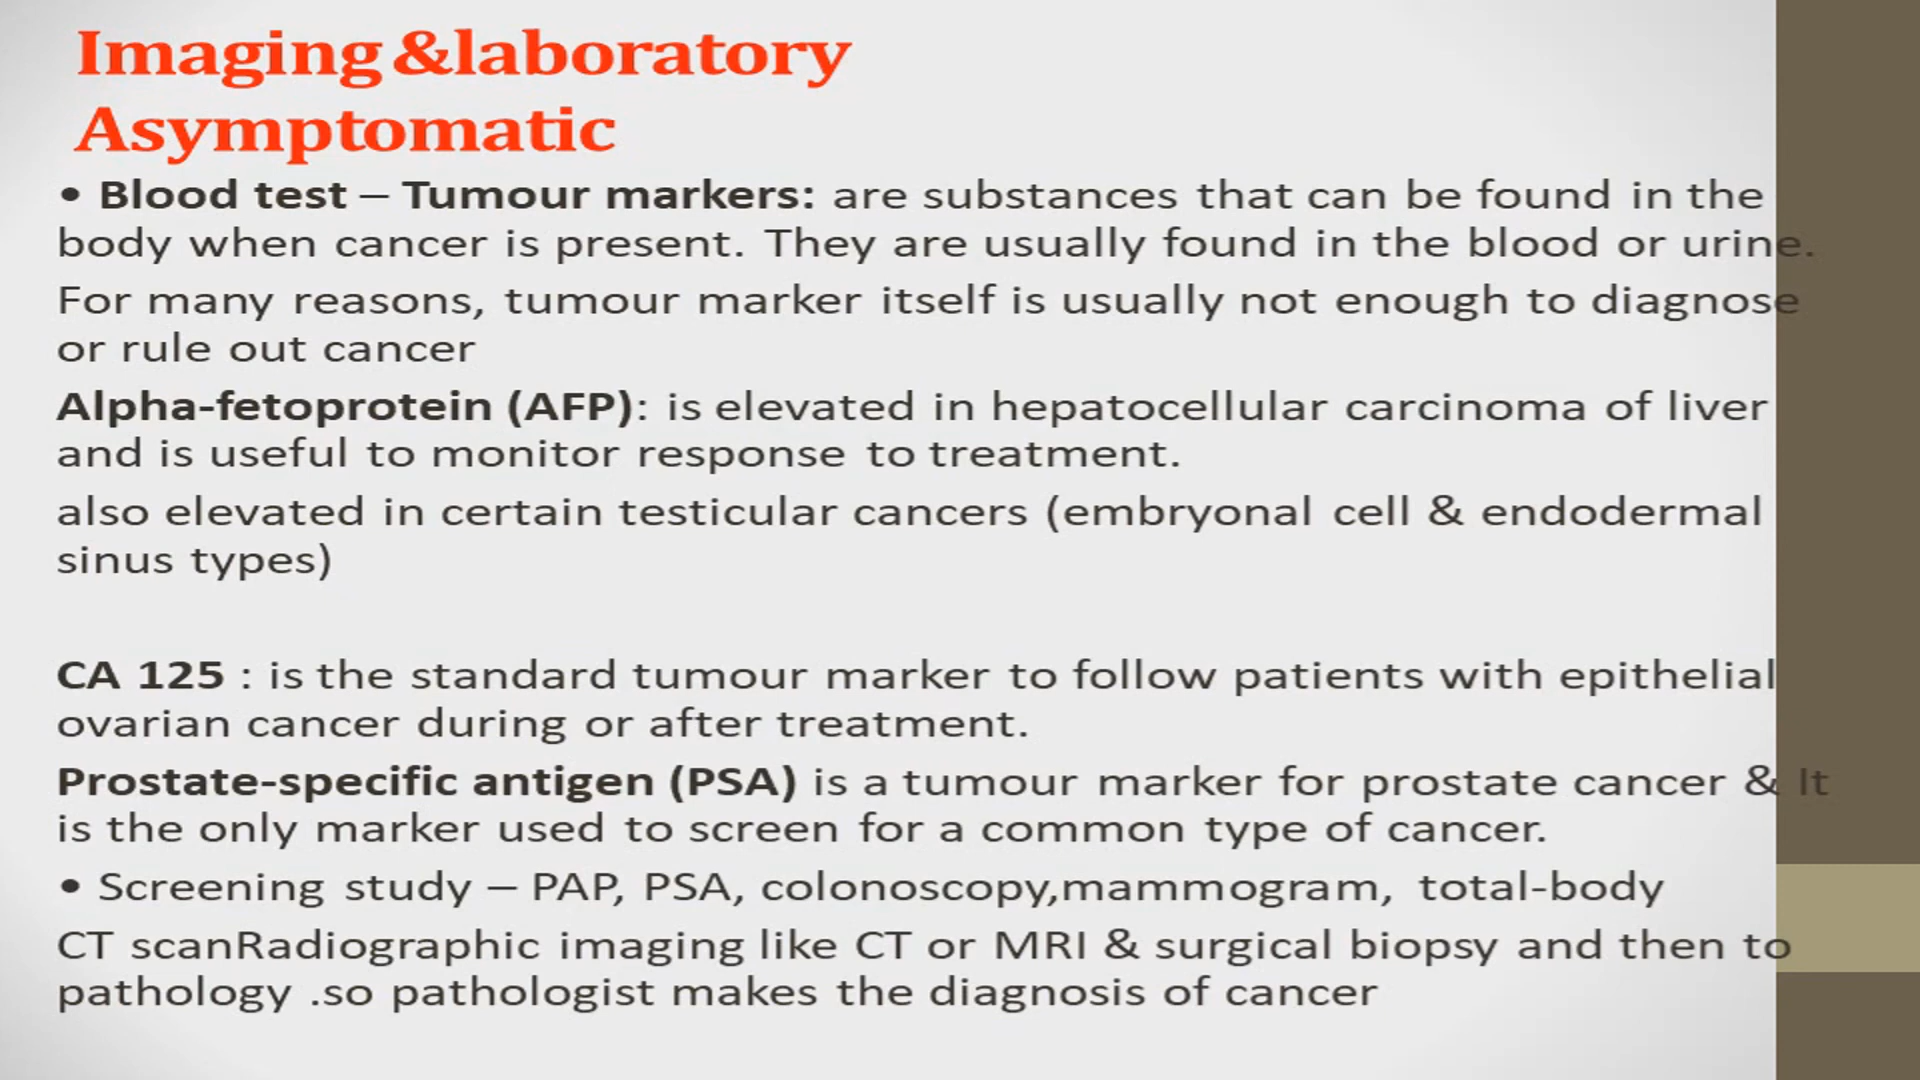 Imaging &laboratory
Asymptomatic
• Blood test – Tumour markers: are substances that can be found in the
body when cancer is present. They are usually found in the blood or urine.
For many reasons, tumour marker itself is usually not enough to diagnose
or rule out cancer
Alpha-fetoprotein (AFP): is elevated in hepatocellular carcinoma of liver
and is useful to monitor response to treatment.
also elevated in certain testicular cancers (embryonal cell & endodermal
sinus types)
CA 125 : is the standard tumour marker to follow patients with epithelial
ovarian cancer during or after treatment.
Prostate-specific antigen (PSA) is a tumour marker for prostate cancer & It
is the only marker used to screen for a common type of cancer.
• Screening study – PAP, PSA, colonoscopy,mammogram, total-body
CT scanRadiographic imaging like CT or MRI & surgical biopsy and then to
pathology .so pathologist makes the diagnosis of cancer